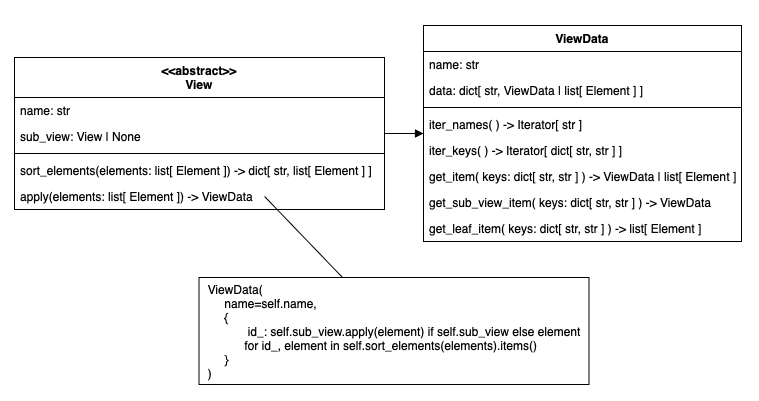 <<abstract>>
View
name: str
sub_view: View | None
sort_elements(elements: list[ Element ]) -> dict[ str, list[ Element ] ]
apply(elements: list[ Element ]) -> ViewData
ViewData
name: str
data: dict[ str, ViewData | list[ Element ] ]
iter_names( ) -> Iterator[ str ]
iter_keys( ) -> Iterator[ dict[ str, str ] ]
get_item( keys: dict[ str, str ] ) -> ViewData | list[ Element ]
get_sub_view_item( keys: dict[ str, str ] ) -> ViewData
get_leaf_item( keys: dict[ str, str ] ) -> list[ Element ]
ViewData(
name=self.name,
{
id_: self.sub_view.apply(element) if self.sub_view else element
for id_, element in self.sort_elements(elements).items()
}
)